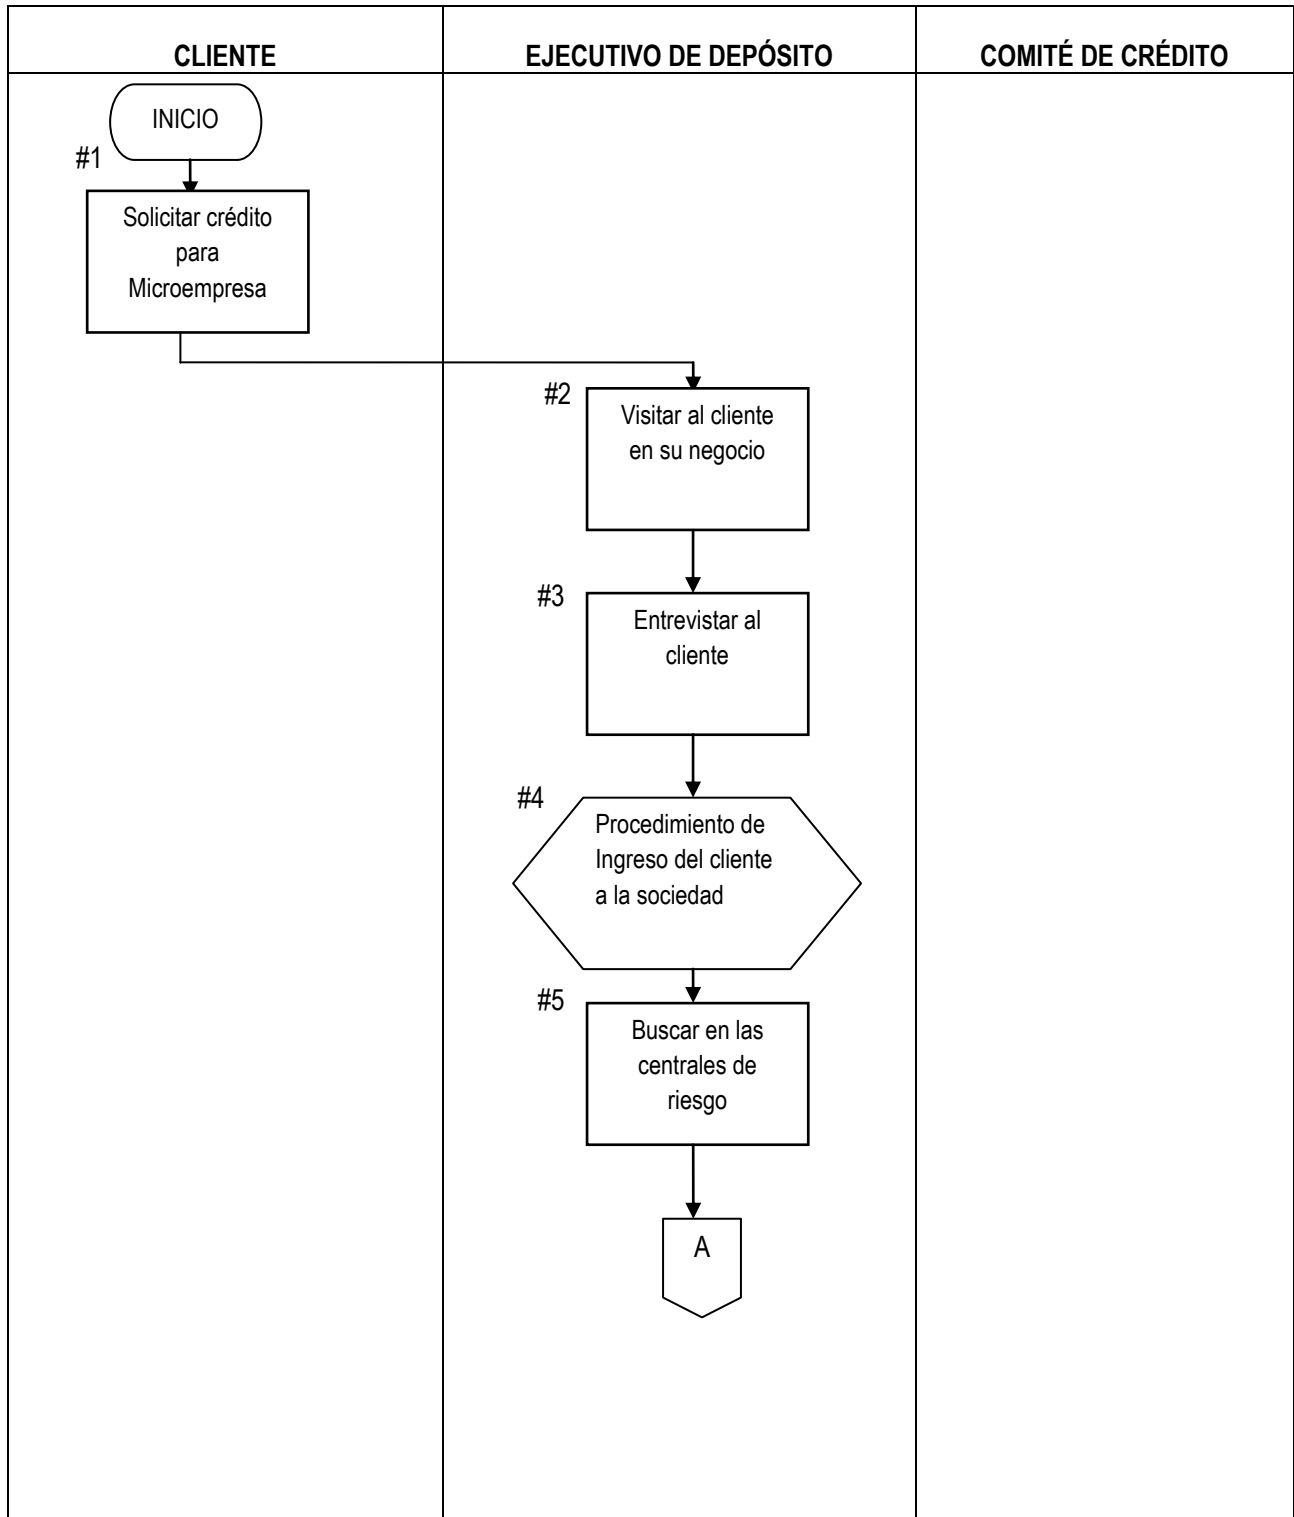 CLIENTE
EJECUTIVO DE DEPÓSITO
COMITÉ DE CRÉDITO
INICIO
#1
Solicitar crédito
para
Microempresa
#2
Visitar al cliente
en su negocio
#3
Entrevistar al
cliente
#4
Procedimiento de
Ingreso del cliente
a la sociedad
#5
Buscar en las
centrales de
riesgo
A